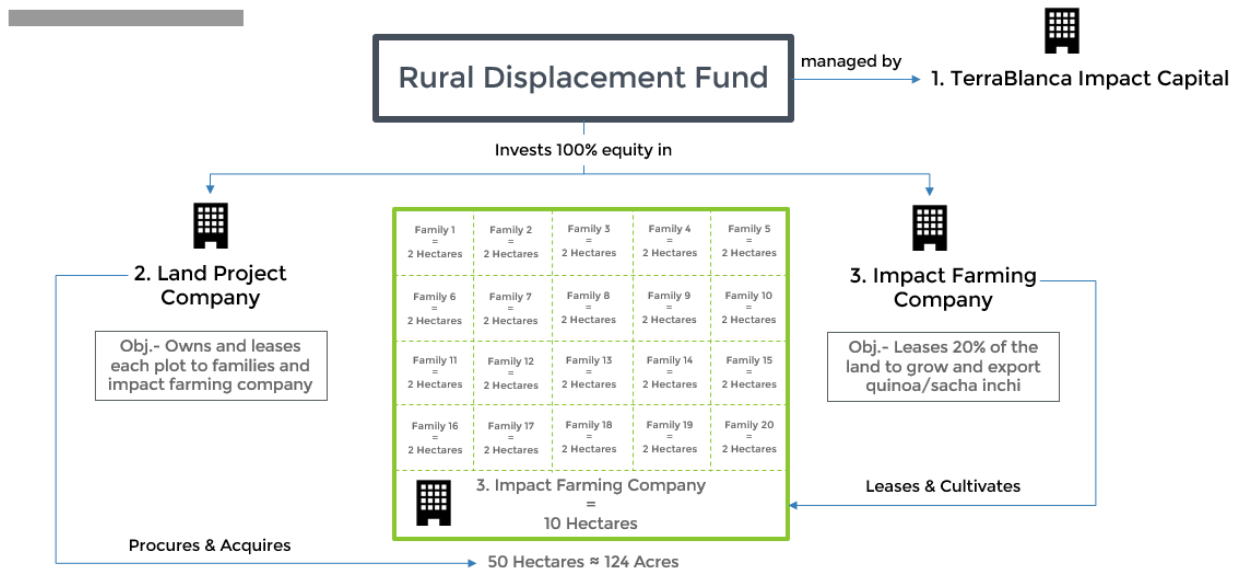 Rural Displacement Fund
managed by
1. TerraBlanca Impact Capital
Invests 100% equity in
2. Land Project
Company
Obj.- Owns and leases
each plot to families and
impact farming company
Family 1
=
2 Hectares
Family 2
=
2 Hectares
Family 3
=
2 Hectares
Family 4
=
2 Hectares
Family 5
=
2 Hectares
Family 6
=
2 Hectares
Family 7
=
2 Hectares
Family 8
=
2 Hectares
Family 9
=
2 Hectares
Family 10
=
2 Hectares
Family 11
=
2 Hectares
Family 12
=
2 Hectares
Family 13
=
2 Hectares
Family 14
=
2 Hectares
Family 15
=
2 Hectares
Family 16
=
2 Hectares
Family 17
=
2 Hectares
Family 18
=
2 Hectares
Family 19
=
2 Hectares
Family 20
=
2 Hectares
3. Impact Farming Company
=
10 Hectares
3. Impact Farming
Company
Obj.- Leases 20% of the
land to grow and export
quinoa/sacha inchi
Leases & Cultivates
Procures & Acquires
50 Hectares ≈ 124 Acres